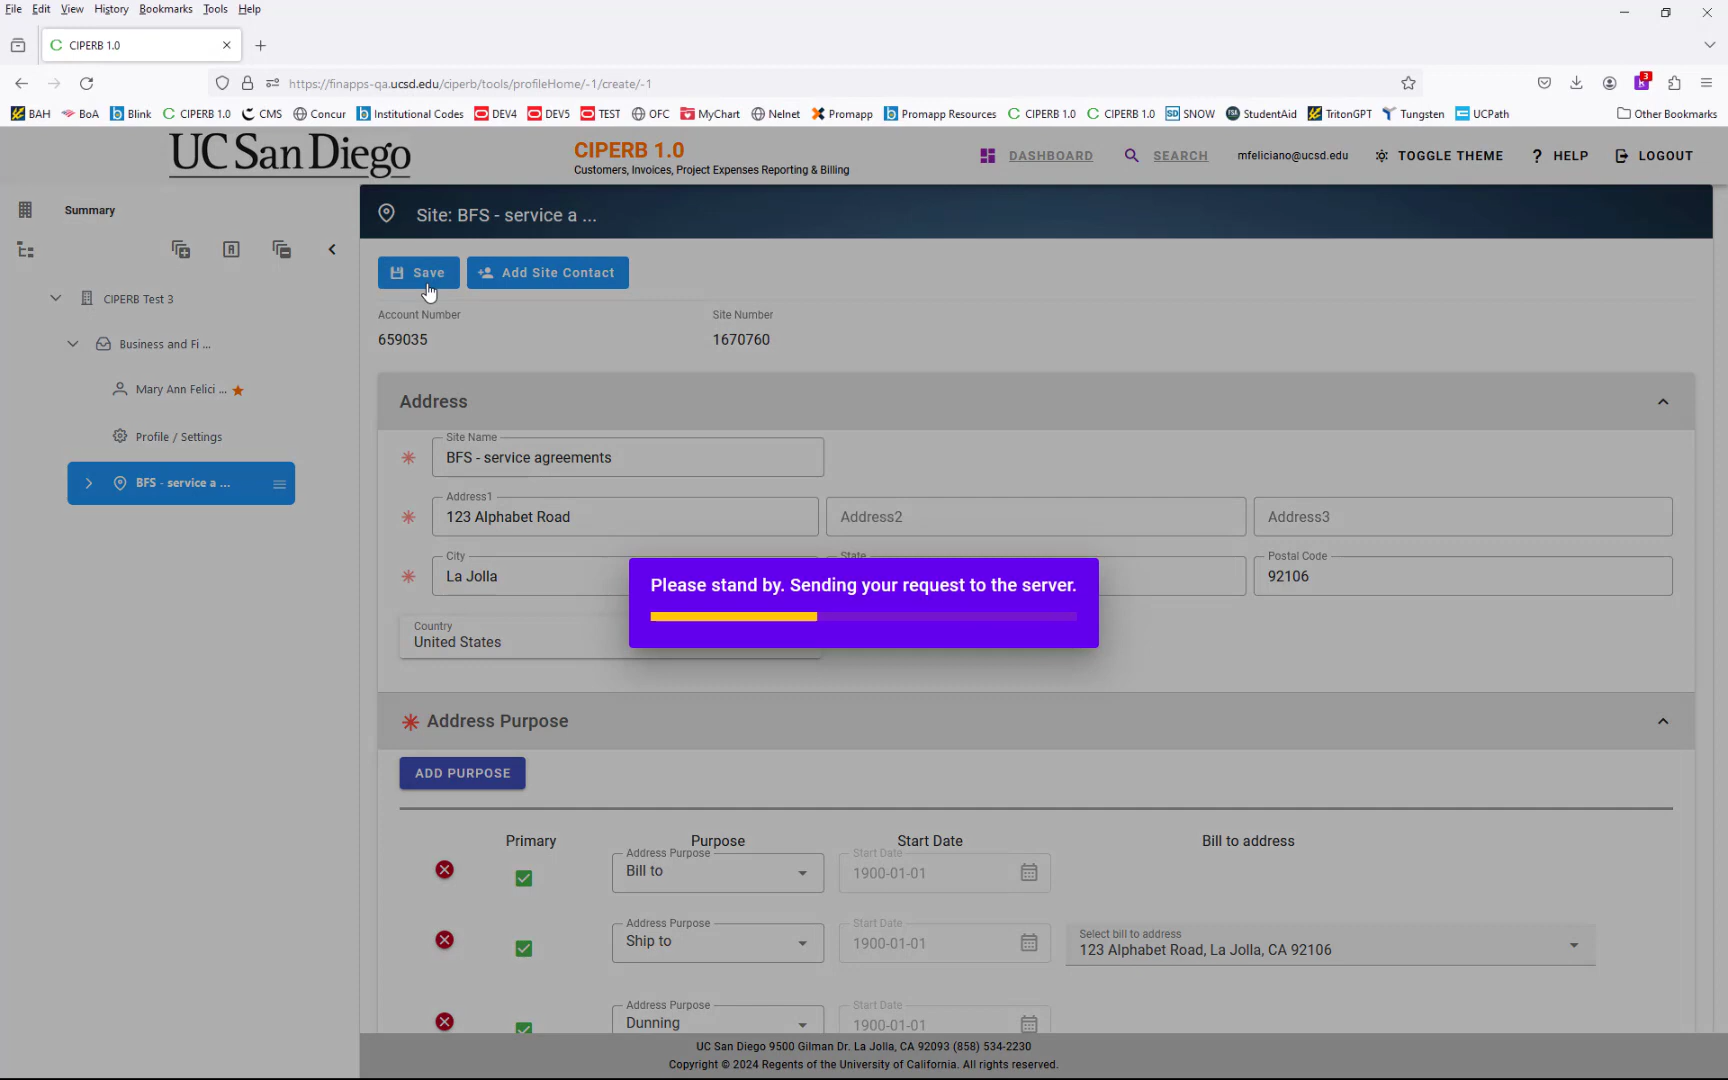 File Edit View History Bookmarks Tools Help
CIPERB 1.0
https://finapps-qa.ucsd.edu/ciperb/tools/profileHome/-1/create/-1
3
BAH BoA Blink CIPERB 1.0 CMS Concur Institutional Codes DEV4 DEV5 TEST OFC MyChart Nelnet Promapp Promapp Resources CIPERB 1.0 CIPERB 1.0 SNOW StudentAid TritonGPT Tungsten UCPath Other Bookmarks
UC San Diego
CIPERB 1.0
Customers, Invoices, Project Expenses Reporting & Billing
DASHBOARD SEARCH mfeliciano@ucsd.edu TOGGLE THEME ? HELP LOGOUT
Summary
CIPERB Test 3
Business and Fi ...
Mary Ann Felici ...
Profile / Settings
BFS - service a ...
Site: BFS - service a ...
Save Add Site Contact
Account Number Site Number
659035 1670760
Address
Site Name
BFS - service agreements
Address1
123 Alphabet Road Address2 Address3
City State Postal Code
La Jolla 92106
Please stand by. Sending your request to the server.
Country
United States
Address Purpose
ADD PURPOSE
Primary Purpose Start Date Bill to address
Address Purpose Start Date
Bill to 1900-01-01
Address Purpose Start Date Select bill to address
Ship to 1900-01-01 123 Alphabet Road, La Jolla, CA 92106
Address Purpose Start Date
Dunning 1900-01-01
UC San Diego 9500 Gilman Dr. La Jolla, CA 92093 (858) 534-2230
Copyright © 2024 Regents of the University of California. All rights reserved.